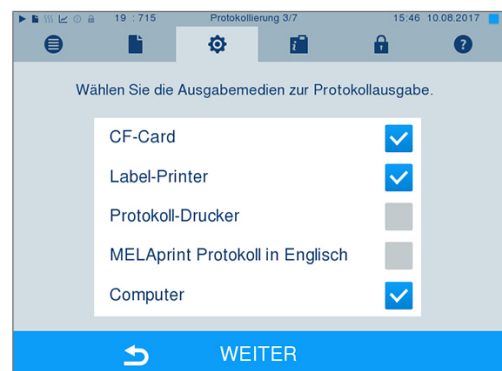 19 : 715 Protokollierung 3/7 15:46 10.08.2017
Wählen Sie die Ausgabemedien zur Protokollausgabe.
CF-Card
Label-Printer
Protokoll-Drucker
MELAprint Protokoll in Englisch
Computer
WEITER